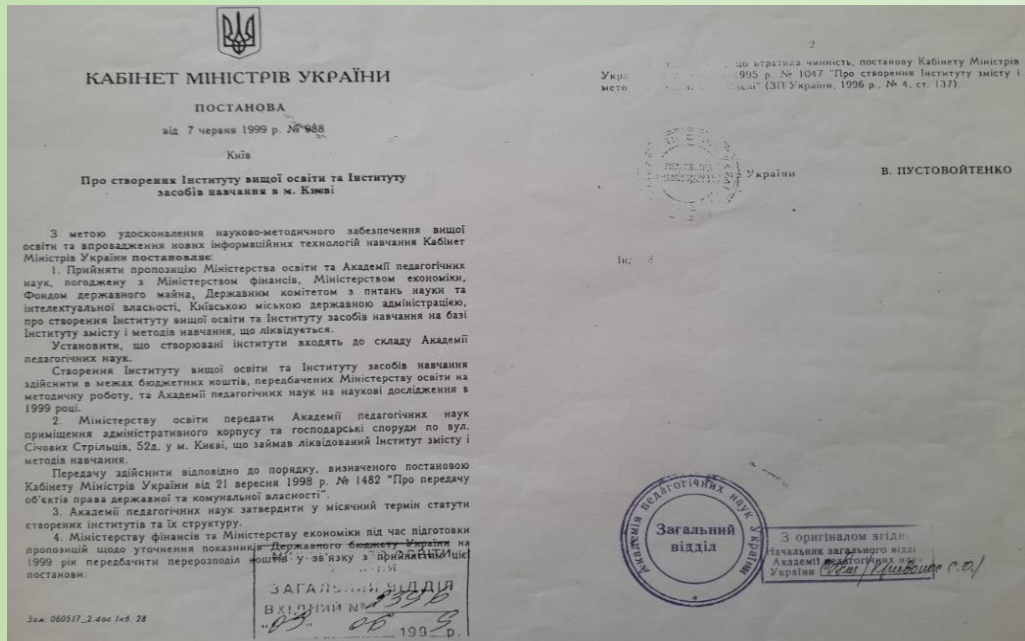 КАБІНЕТ МІНІСТРІВ УКРАЇНИ
ПОСТАНОВА
від 7 червня 1999 р. № 988
Київ
Про створення Інституту вищої освіти та Інституту
засобів навчання в м. Києві
З метою удосконалення науково-методичного забезпечення вищої
освіти та впровадження нових інформаційних технологій навчання Кабінет
Міністрів України постановляє:
1. Прийняти пропозицію Міністерства освіти та Академії педагогічних
наук, погоджену з Міністерством фінансів, Міністерством економіки,
Фондом державного майна, Державним комітетом з питань науки та
інтелектуальної власності, Київською міською державною адміністрацією,
про створення Інституту вищої освіти та Інституту засобів навчання на базі
Інституту змісту і методів навчання, що ліквідується.
Установити, що створювані інститути входять до складу Академії
педагогічних наук.
Створення Інституту вищої освіти та Інституту засобів навчання
здійснити в межах бюджетних коштів, передбачених Міністерству освіти на
методичну роботу, та Академії педагогічних наук на наукові дослідження в
1999 році.
2. Міністерству освіти передати Академії педагогічних наук
приміщення адміністративного корпусу та господарські споруди по вул.
Січових Стрільців, 52д, у м. Києві, що займав ліквідований Інститут змісту і
методів навчання.
Передачу здійснити відповідно до порядку, визначеного постановою
Кабінету Міністрів України від 21 вересня 1998 р. № 1482 "Про передачу
об'єктів права державної та комунальної власності".
3. Академії педагогічних наук затвердити у місячний термін статути
створених інститутів та їх структуру.
4. Міністерству фінансів та Міністерству економіки під час підготовки
пропозицій щодо уточнення показників Державного бюджету України на
1999 рік передбачити перерозподіл коштів у зв'язку з прийняттям цієї
постанови.
ЗАГАЛЬНИЙ ВІДДІЛ
ВХІДНИЙ №
199 р.
Зам. 060517_2.doc Інд. 28
2
що втратила чинність, постанову Кабінету Міністрів
1995 р. № 1047 "Про створення Інституту змісту і
(ЗП України, 1996 р., № 4, ст. 137).
України В. ПУСТОВОЙТЕНКО
Академія педагогічних наук України
Загальний
відділ
З оригіналом
Начальник загального
Академії педагогічних наук
України